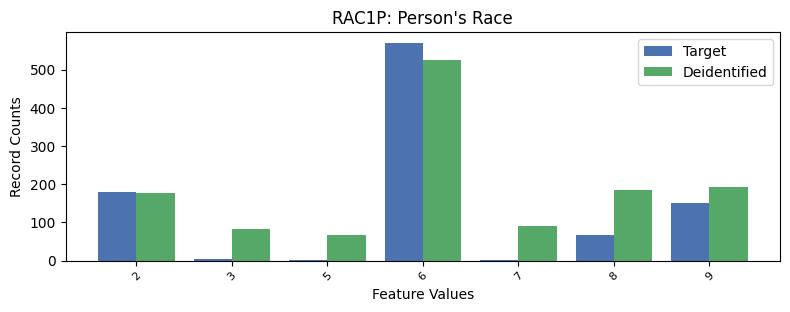 RAC1P: Person's Race
Target
Deidentified
Record Counts
500
400
300
200
100
0
2 3 5 6 7 8 9
Feature Values